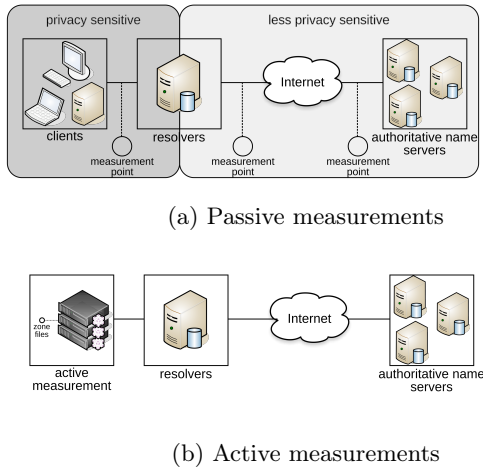 privacy sensitive
less privacy sensitive
Internet
clients
resolvers
authoritative name
servers
measurement
point
measurement
point
measurement
point
(a) Passive measurements
zone
files
Internet
active
measurement
resolvers
authoritative name
servers
(b) Active measurements